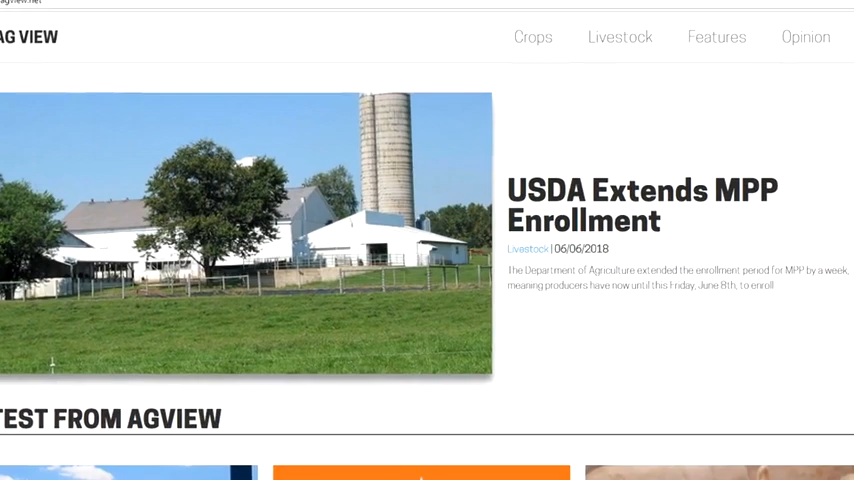 agview.net
AG VIEW
Crops Livestock Features Opinion
USDA Extends MPP
Enrollment
Livestock | 06/06/2018
The Department of Agriculture extended the enrollment period for MPP by a week,
meaning producers have now until this Friday, June 8th, to enroll
TEST FROM AGVIEW